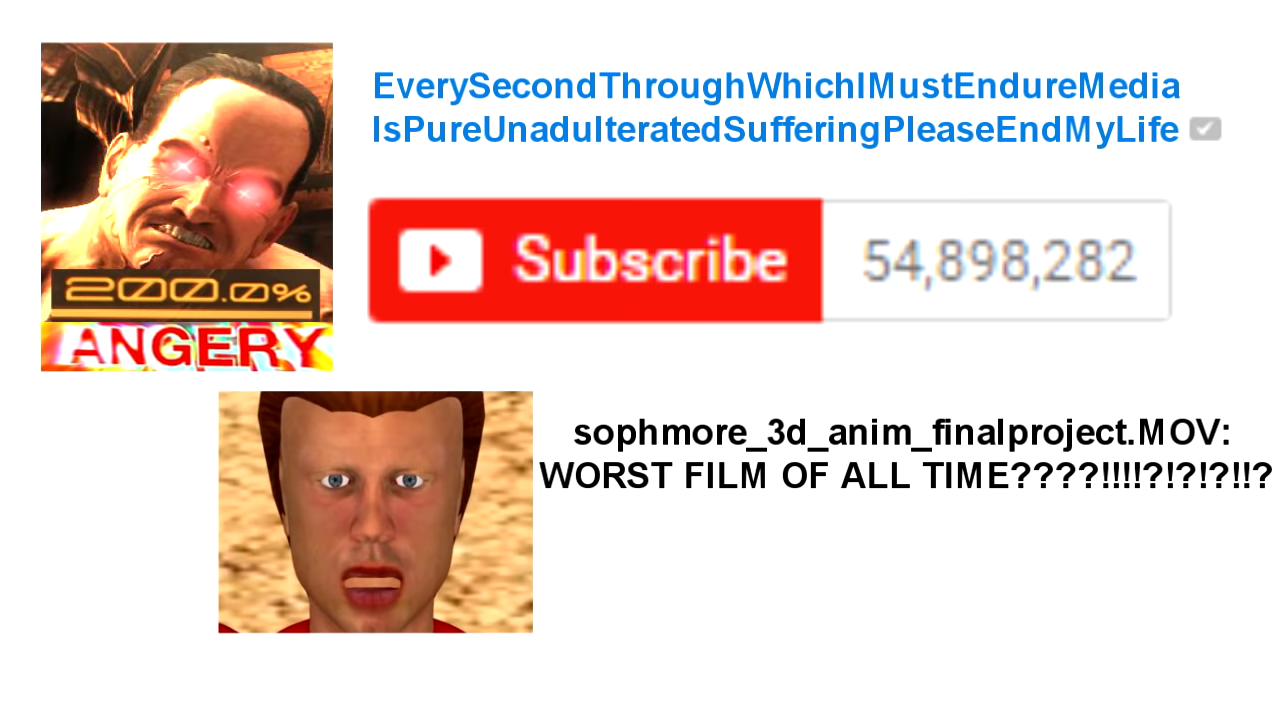 EverySecondThroughWhichIMustEndureMedia
IsPureUnadulteratedSufferingPleaseEndMyLife
Subscribe 54,898,282
200.0%
ANGERY
sophmore_3d_anim_finalproject.MOV:
WORST FILM OF ALL TIME????!!!!?!?!?!!?